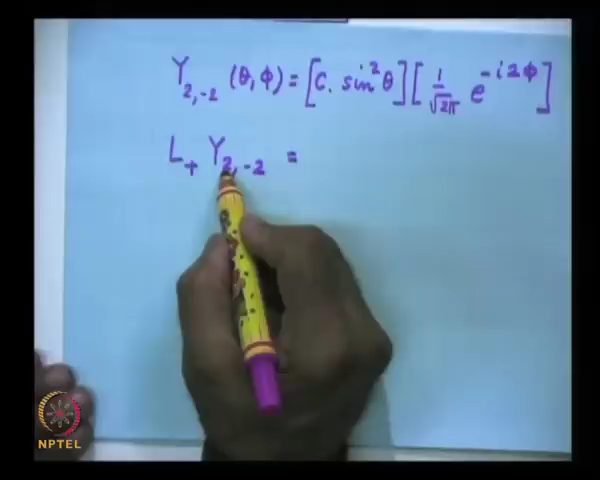 Y₂,₋₂ (θ,φ) = [C. sin²θ] [1/√2π e^-i2φ]
L₊ Y₂,₋₂ =
NPTEL